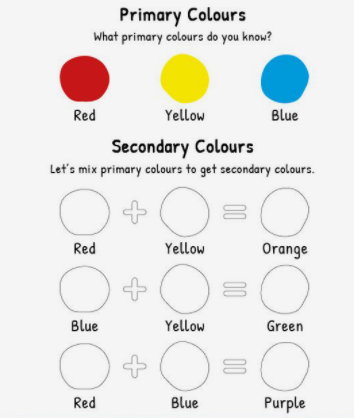 Primary Colours
What primary colours do you know?
Red Yellow Blue
Secondary Colours
Let's mix primary colours to get secondary colours.
Red + Yellow = Orange
Blue + Yellow = Green
Red + Blue = Purple